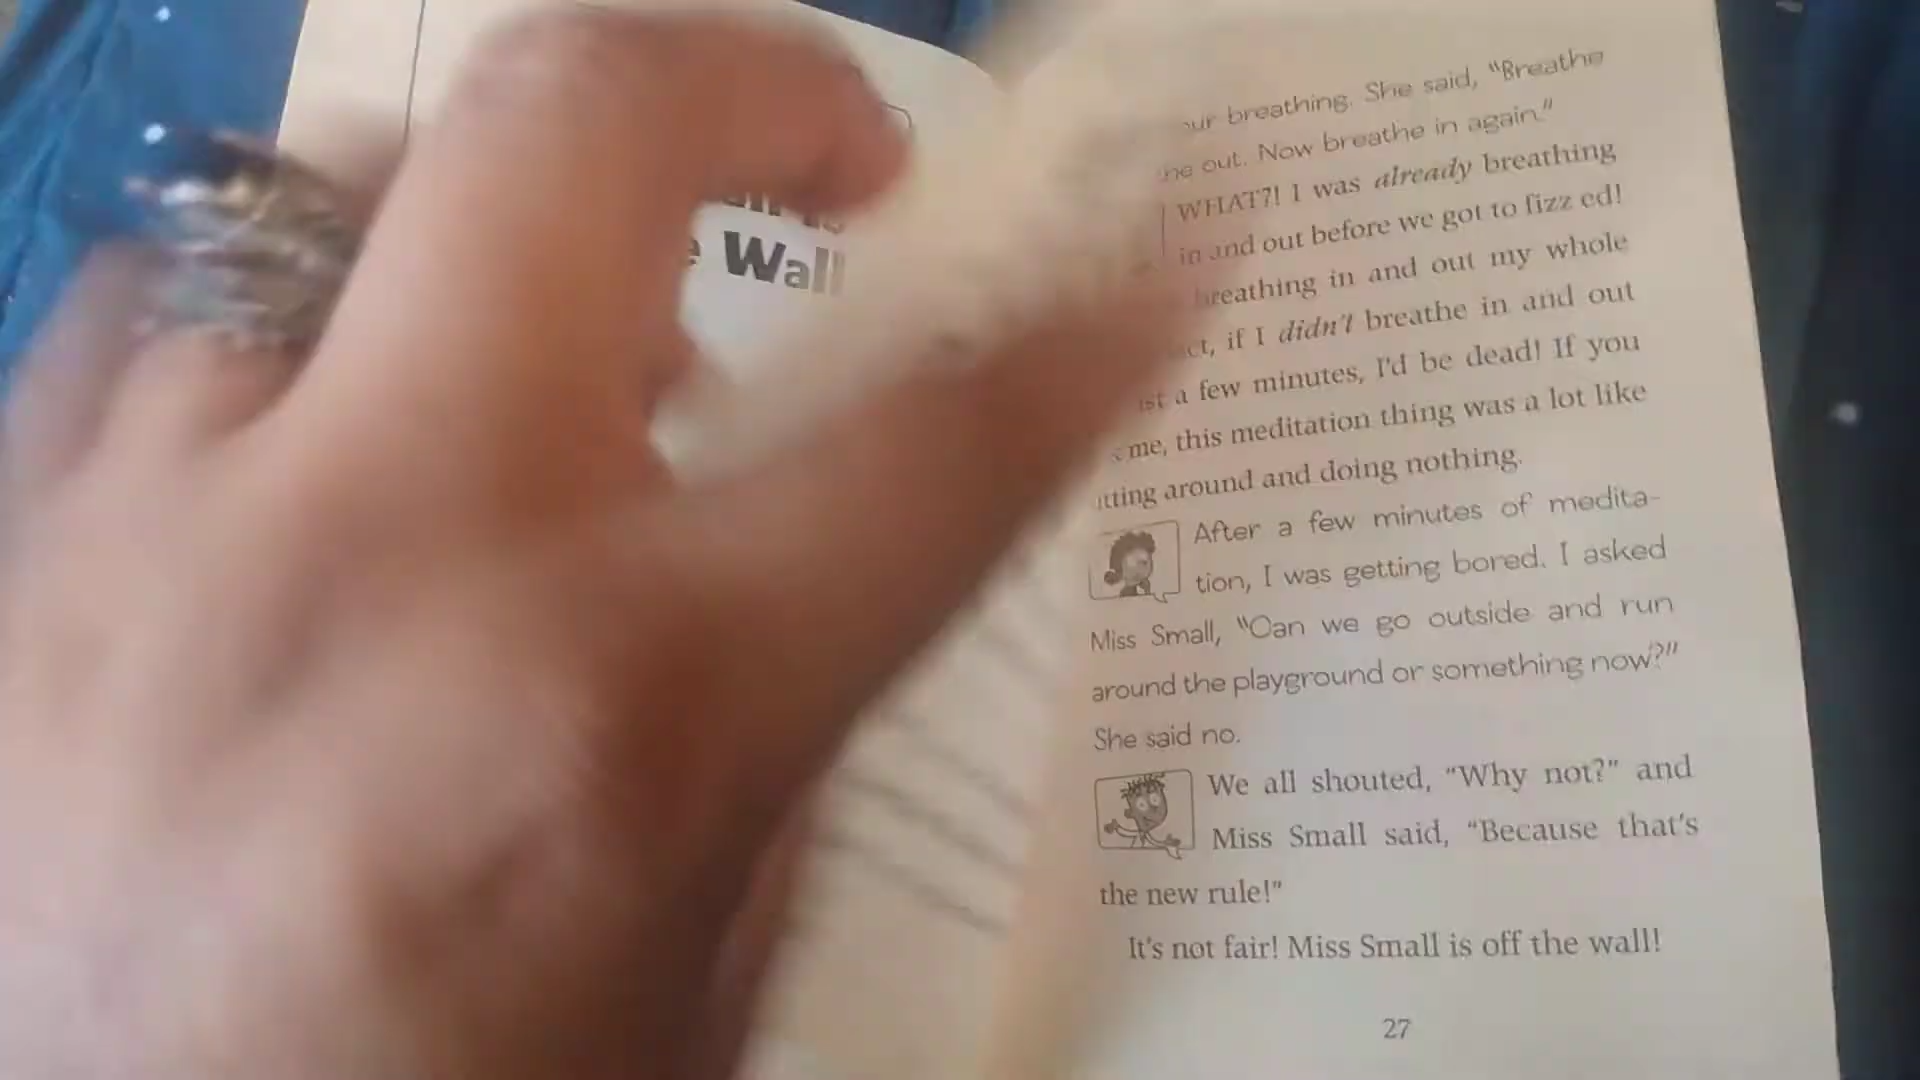 Wall
breathing. She said, "Breathe
out. Now breathe in again."
WHAT?! I was already breathing
in and out before we got to fizz ed!
breathing in and out my whole
if I didn't breathe in and out
a few minutes, I'd be dead! If you
me, this meditation thing was a lot like
around and doing nothing.
After a few minutes of medita-
tion, I was getting bored. I asked
Miss Small, "Can we go outside and run
around the playground or something now?"
She said no.
We all shouted, "Why not?" and
Miss Small said, "Because that's
the new rule!"
It's not fair! Miss Small is off the wall!
27